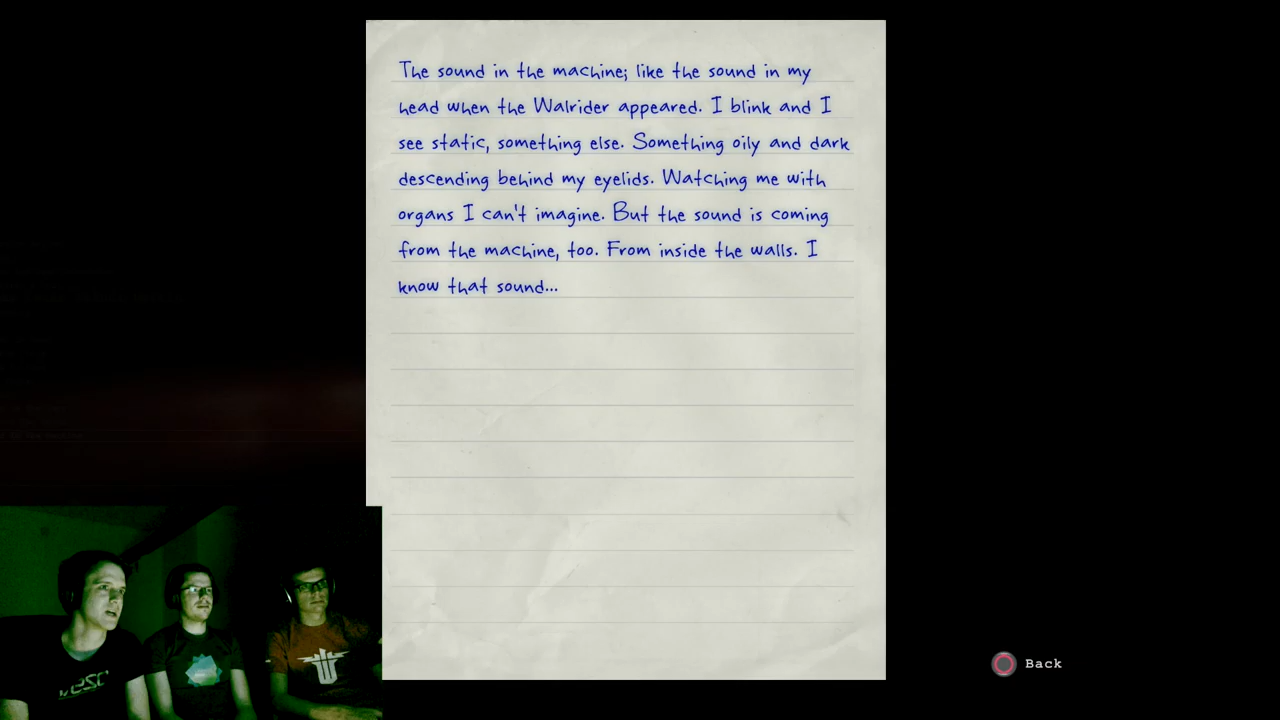 The sound in the machine; like the sound in my
head when the Walrider appeared. I blink and I
see static, something else. Something oily and dark
descending behind my eyelids. Watching me with
organs I can't imagine. But the sound is coming
from the machine, too. From inside the walls. I
know that sound...
Back